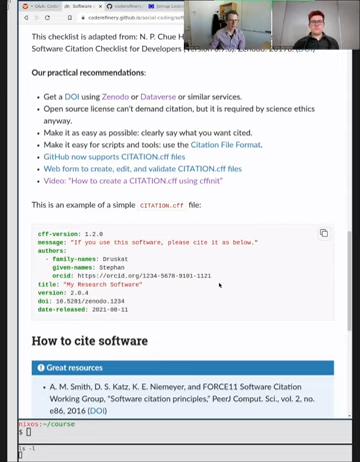 coderefinery.github.io/social-coding/sof
This checklist is adapted from: N. P. Chue H
Software Citation Checklist for Developers
Our practical recommendations:
Get a DOI using Zenodo or Dataverse or similar services.
Open source license can't demand citation, but it is required by science ethics
anyway.
Make it as easy as possible: clearly say what you want cited.
Make it easy for scripts and tools: use the Citation File Format.
GitHub now supports CITATION.cff files
Web form to create, edit, and validate CITATION.cff files
Video: "How to create a CITATION.cff using cffinit"
This is an example of a simple CITATION.cff file:
cff-version: 1.2.0
message: "If you use this software, please cite it as below."
authors:
- family-names: Druskat
given-names: Stephan
orcid: https://orcid.org/1234-5678-9101-1121
title: "My Research Software"
version: 2.0.4
doi: 10.5281/zenodo.1234
date-released: 2021-08-11
How to cite software
Great resources
A. M. Smith, D. S. Katz, K. E. Niemeyer, and FORCE11 Software Citation
Working Group, "Software citation principles," PeerJ Comput. Sci., vol. 2, no.
e86, 2016 (DOI)
nixos:~/course
$
ls -l